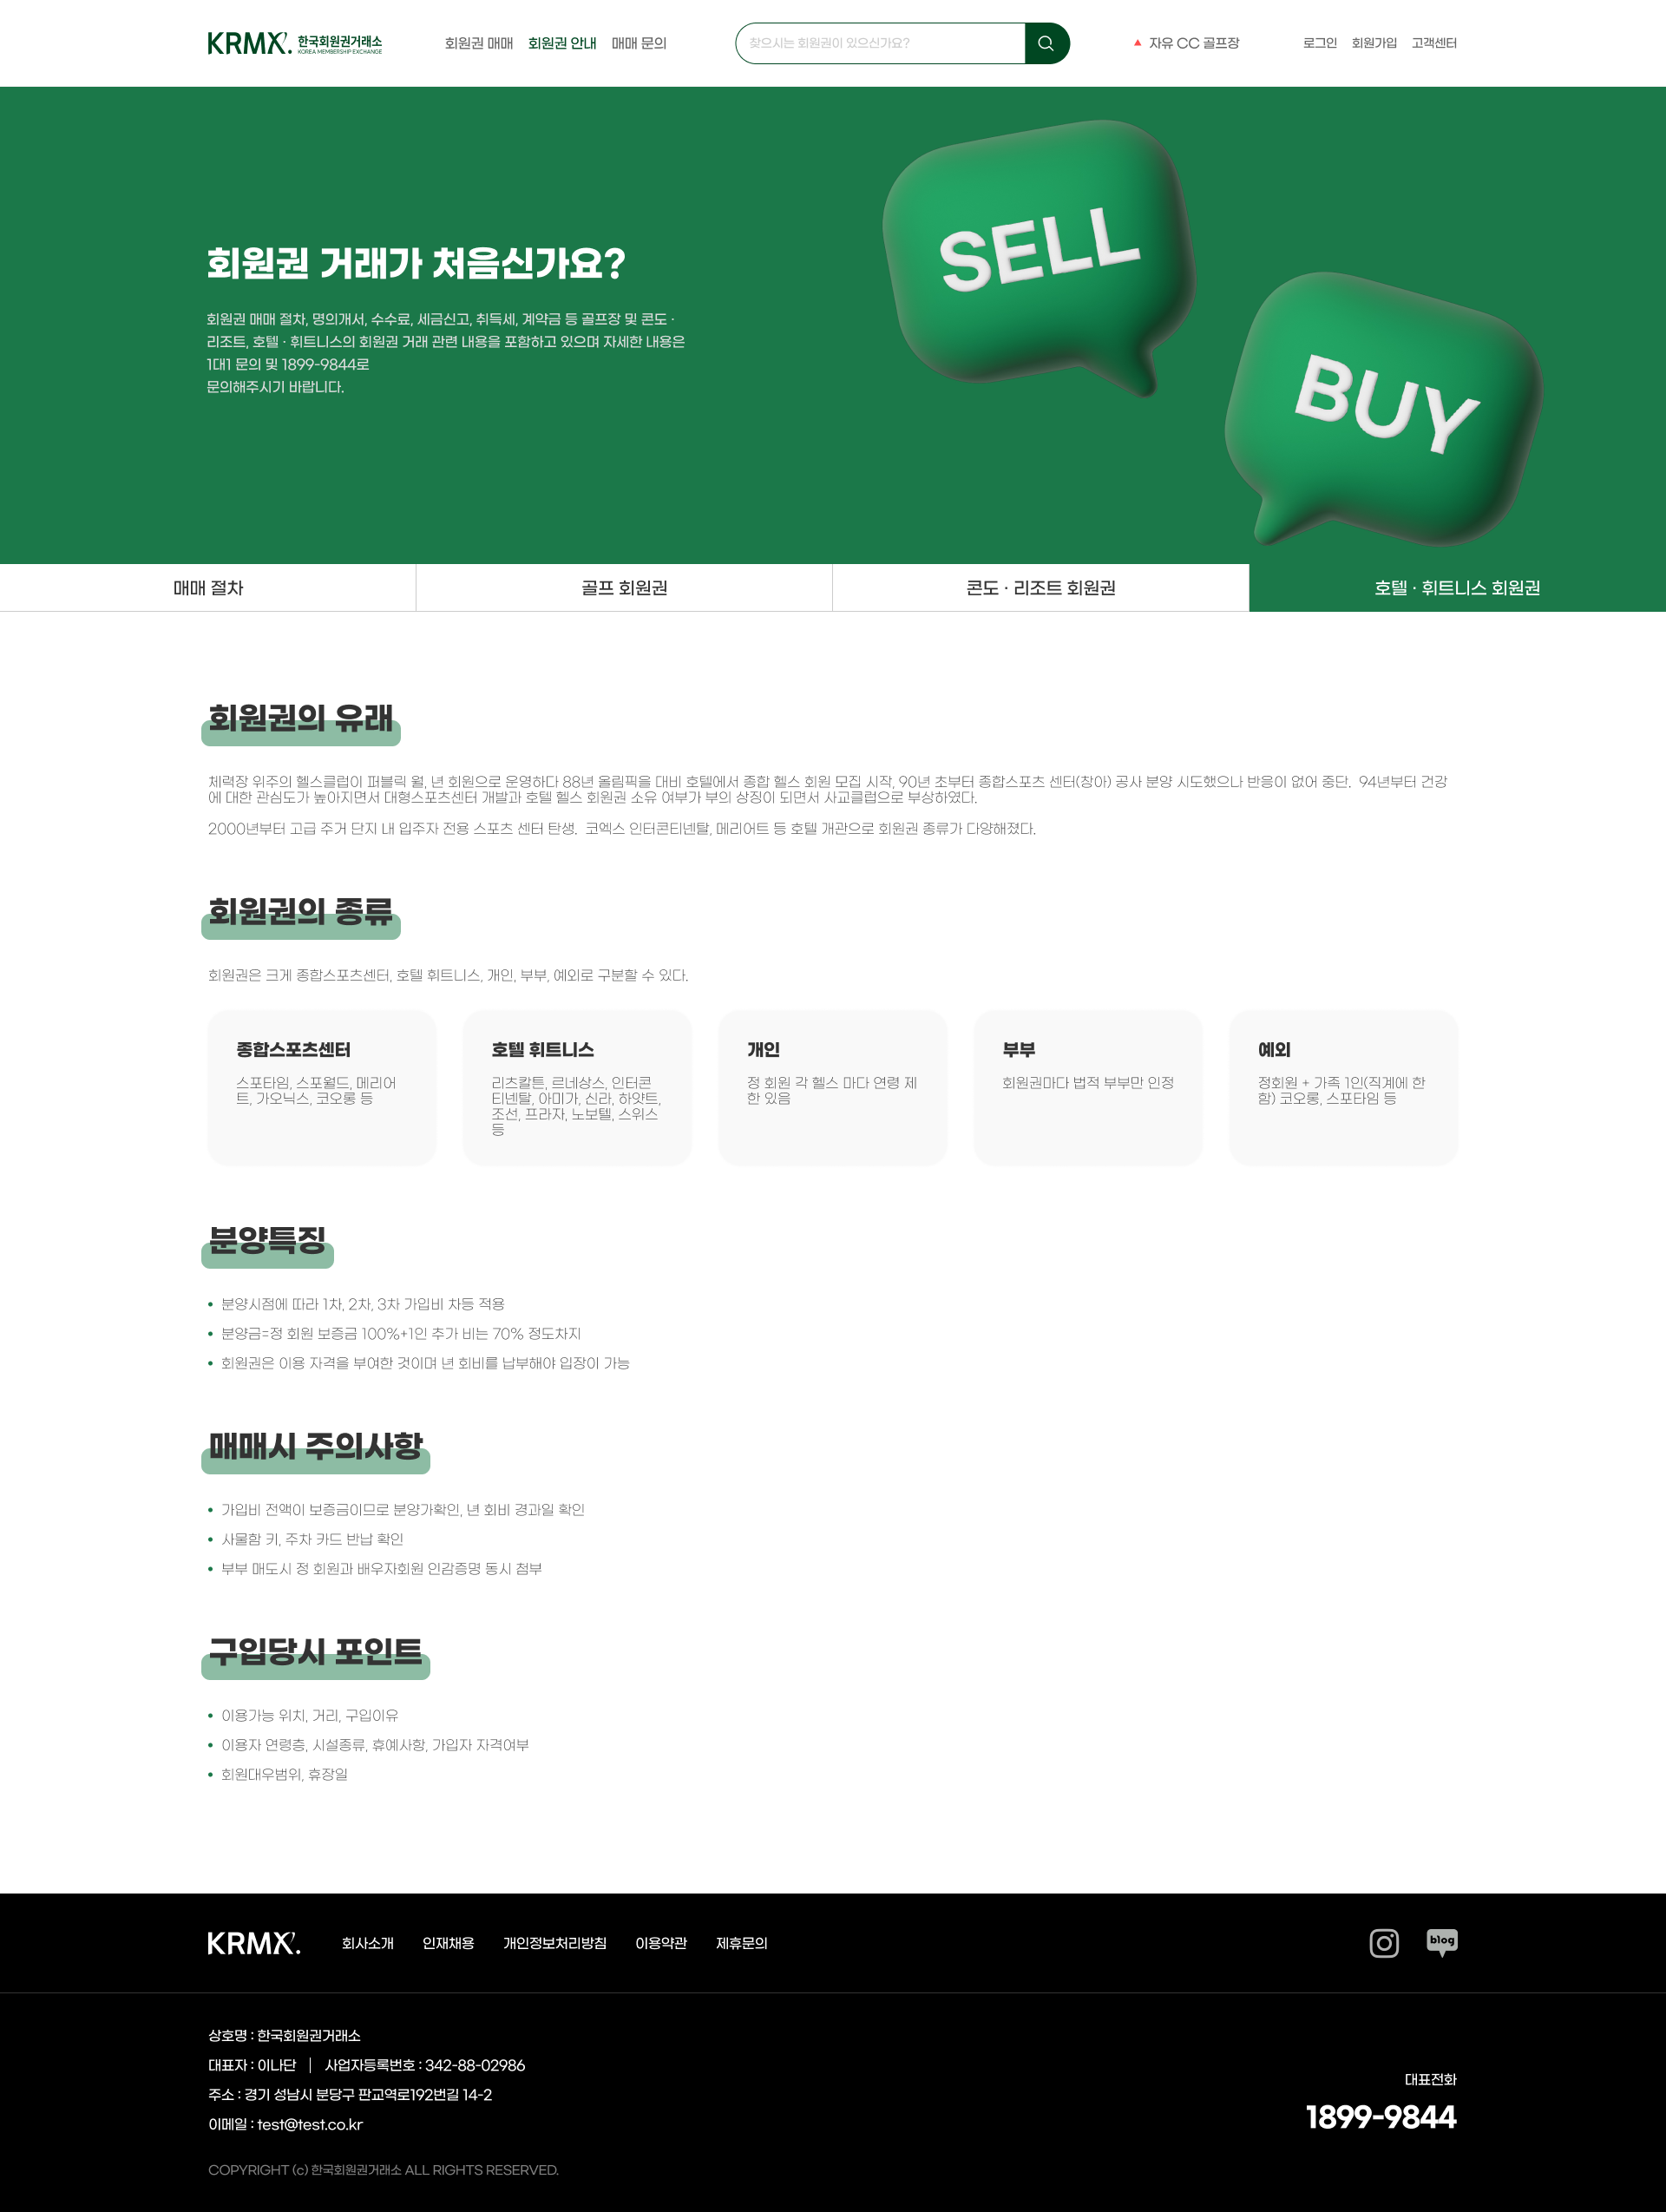 KRMX. 한국회원권거래소
KOREA MEMBERSHIP EXCHANGE
회원권 매매 회원권 안내 매매 문의
찾으시는 회원권이 있으신가요?
자유 CC 골프장
로그인 회원가입 고객센터
회원권 거래가 처음신가요?
회원권 매매 절차, 명의개서, 수수료, 세금신고, 취득세, 계약금 등 골프장 및 콘도 ·
리조트, 호텔 · 휘트니스의 회원권 거래 관련 내용을 포함하고 있으며 자세한 내용은
1대1 문의 및 1899-9844로
문의해주시기 바랍니다.
SELL
BUY
매매 절차
골프 회원권
콘도 · 리조트 회원권
호텔 · 휘트니스 회원권
회원권의 유래
체력장 위주의 헬스클럽이 퍼블릭 월, 년 회원으로 운영하다 88년 올림픽을 대비 호텔에서 종합 헬스 회원 모집 시작, 90년 초부터 종합스포츠 센터(창아) 공사 분양 시도했으나 반응이 없어 중단. 94년부터 건강
에 대한 관심도가 높아지면서 대형스포츠센터 개발과 호텔 헬스 회원권 소유 여부가 부의 상징이 되면서 사교클럽으로 부상하였다.
2000년부터 고급 주거 단지 내 입주자 전용 스포츠 센터 탄생. 코엑스 인터콘티넨탈, 메리어트 등 호텔 개관으로 회원권 종류가 다양해졌다.
회원권의 종류
회원권은 크게 종합스포츠센터, 호텔 휘트니스, 개인, 부부, 예외로 구분할 수 있다.
종합스포츠센터
스포타임, 스포월드, 메리어
트, 가오닉스, 코오롱 등
호텔 휘트니스
리츠칼튼, 르네상스, 인터콘
티넨탈, 아미가, 신라, 하얏트,
조선, 프라자, 노보텔, 스위스
등
개인
정 회원 각 헬스 마다 연령 제
한 있음
부부
회원권마다 법적 부부만 인정
예외
정회원 + 가족 1인(직계에 한
함) 코오롱, 스포타임 등
분양특징
• 분양시점에 따라 1차, 2차, 3차 가입비 차등 적용
• 분양금=정 회원 보증금 100%+1인 추가 비는 70% 정도차지
• 회원권은 이용 자격을 부여한 것이며 년 회비를 납부해야 입장이 가능
매매시 주의사항
• 가입비 전액이 보증금이므로 분양가확인, 년 회비 경과일 확인
• 사물함 키, 주차 카드 반납 확인
• 부부 매도시 정 회원과 배우자회원 인감증명 동시 첨부
구입당시 포인트
• 이용가능 위치, 거리, 구입이유
• 이용자 연령층, 시설종류, 휴예사항, 가입자 자격여부
• 회원대우범위, 휴장일
KRMX.
회사소개 인재채용 개인정보처리방침 이용약관 제휴문의
blog
상호명 : 한국회원권거래소
대표자 : 이나단 | 사업자등록번호 : 342-88-02986
주소 : 경기 성남시 분당구 판교역로192번길 14-2
이메일 : test@test.co.kr
대표전화
1899-9844
COPYRIGHT (c) 한국회원권거래소 ALL RIGHTS RESERVED.